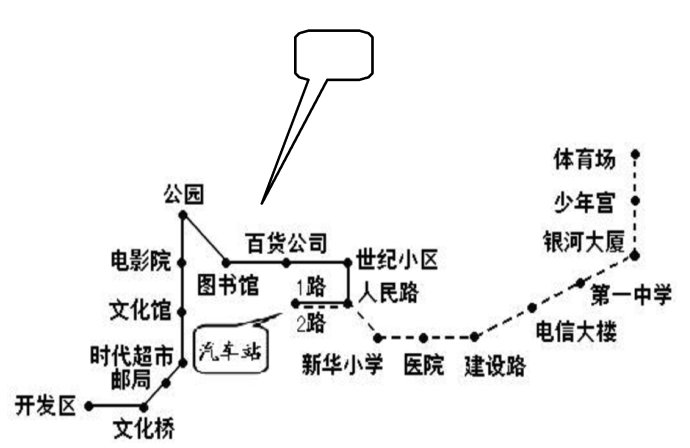 体育场
少年宫
公园
银河大厦
百货公司
电影院
世纪小区
图书馆
1路
人民路
第一中学
文化馆
2路
电信大楼
汽车站
时代超市
新华小学
医院
建设路
邮局
开发区
文化桥